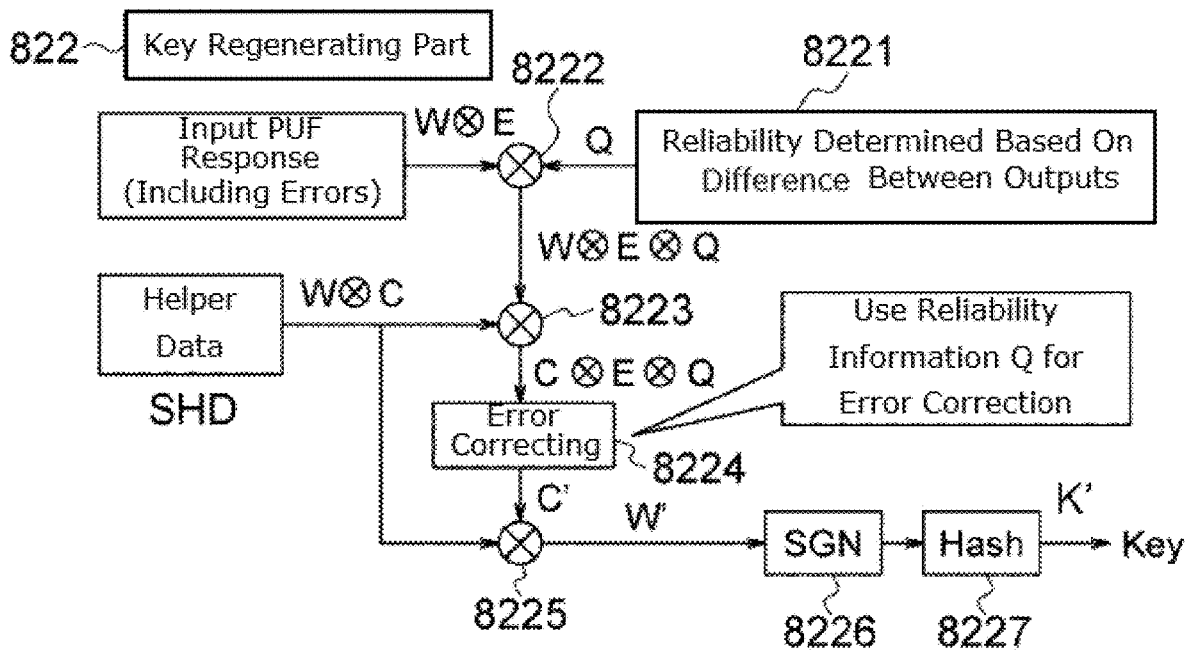 822
Key Regenerating Part
8222
8221
Input PUF
Response
(Including Errors)
W⊗E
Q
Reliability Determined Based On
Difference Between Outputs
W⊗E⊗Q
Helper
Data
SHD
W⊗C
8223
C⊗E⊗Q
Use Reliability
Information Q for
Error Correction
Error
Correcting
8224
C'
W'
8225
SGN
8226
Hash
8227
K'
Key